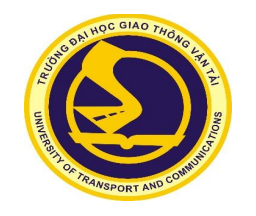 TRƯỜNG ĐẠI HỌC GIAO THÔNG VẬN TẢI
UNIVERSITY OF TRANSPORT AND COMMUNICATIONS